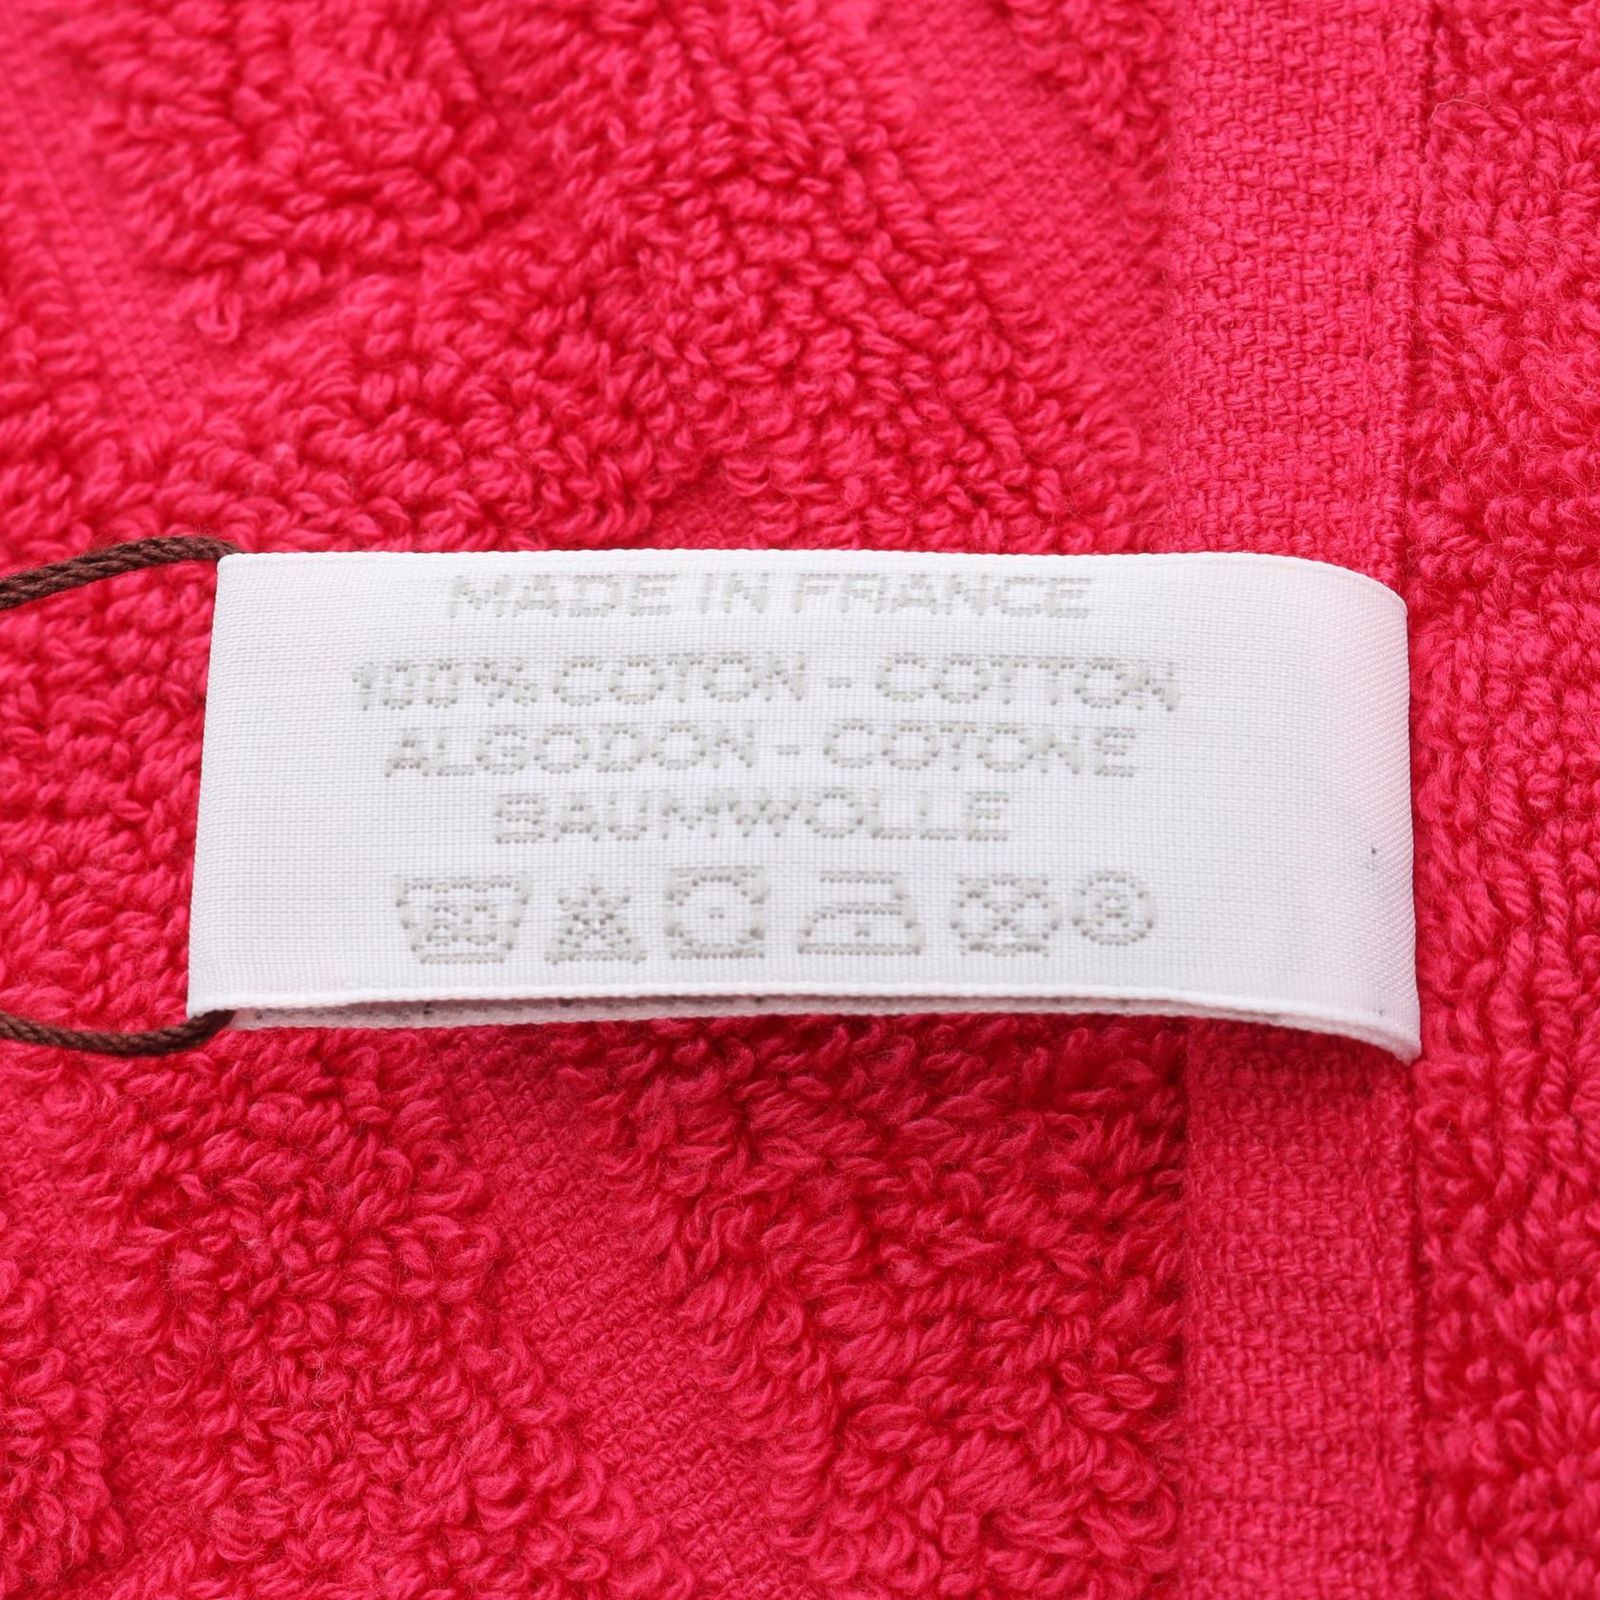 MADE IN FRANCE
100% COTON - COTTON
ALGODON - COTONE
BAUMWOLLE